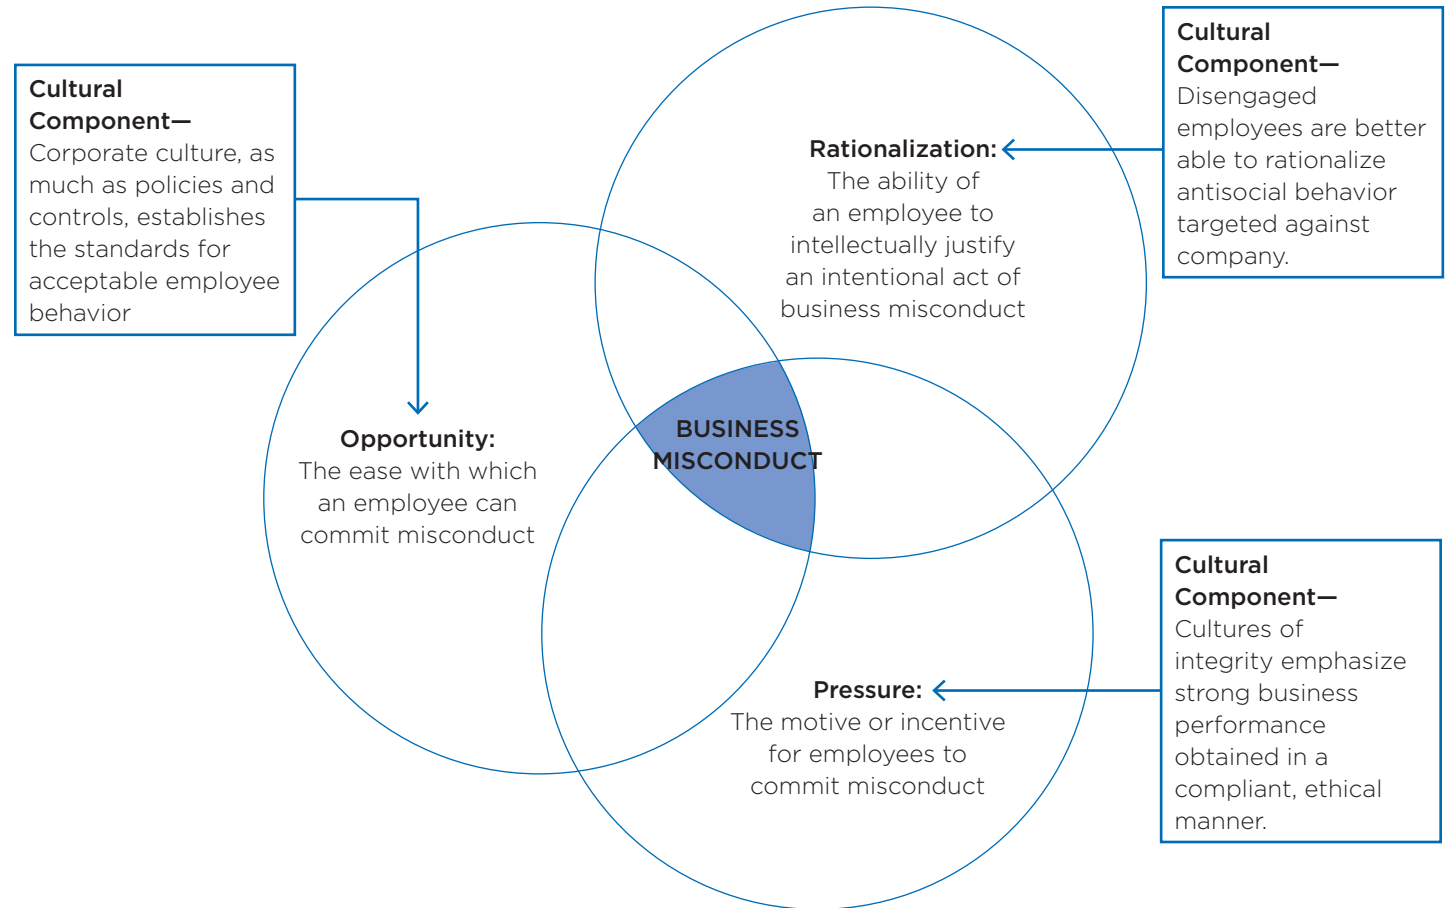 Cultural
Component—
Corporate culture, as
much as policies and
controls, establishes
the standards for
acceptable employee
behavior
Cultural
Component—
Disengaged
employees are better
able to rationalize
antisocial behavior
targeted against
company.
Rationalization:
The ability of
an employee to
intellectually justify
an intentional act of
business misconduct
BUSINESS
MISCONDUCT
Opportunity:
The ease with which
an employee can
commit misconduct
Pressure:
The motive or incentive
for employees to
commit misconduct
Cultural
Component—
Cultures of
integrity emphasize
strong business
performance
obtained in a
compliant, ethical
manner.